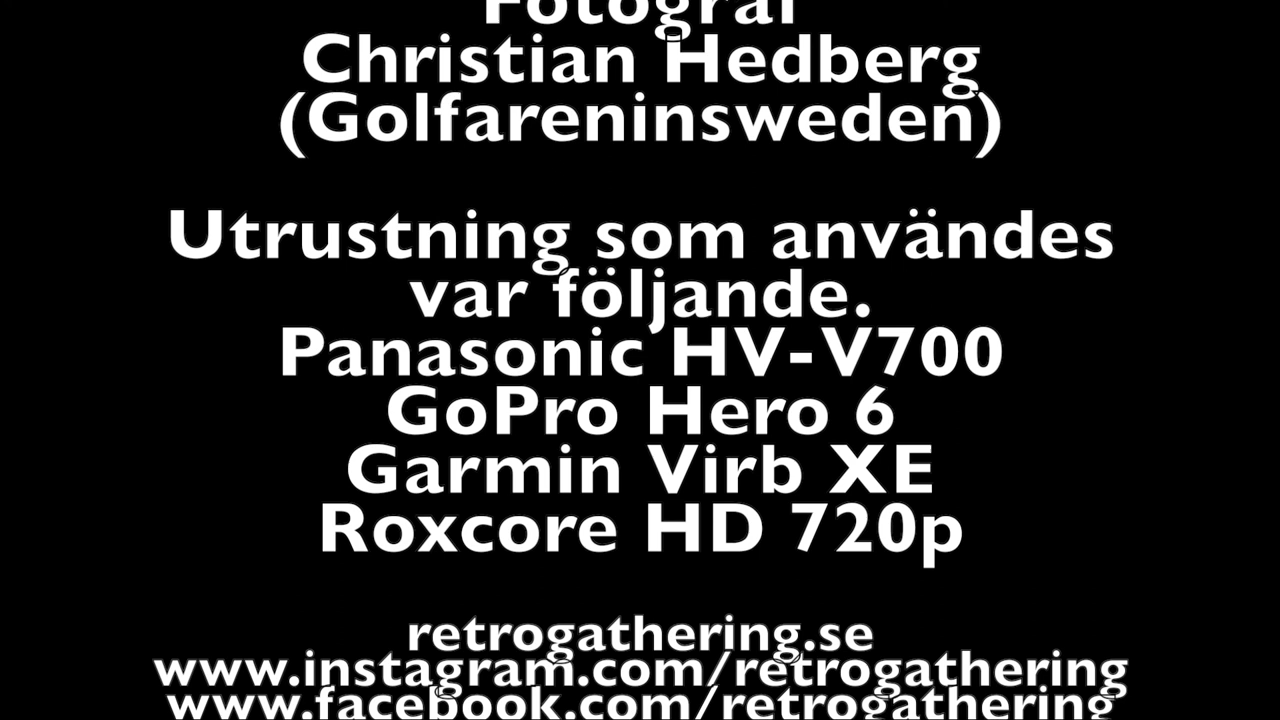 Fotograf
Christian Hedberg
(Golfareninsweden)
Utrustning som användes
var följande.
Panasonic HV-V700
GoPro Hero 6
Garmin Virb XE
Roxcore HD 720p
retrogathering.se
www.instagram.com/retrogathering
www.facebook.com/retrogathering